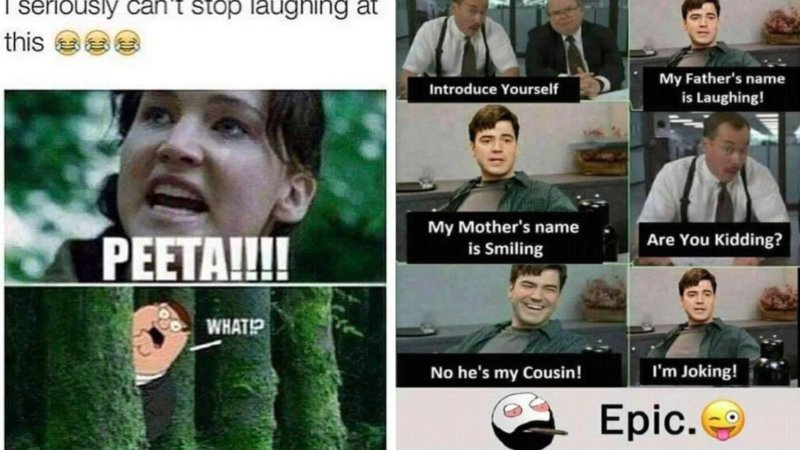 I seriously can't stop laughing at
this 😂😂😂
PEETA!!!!
WHAT!?
Introduce Yourself
My Father's name
is Laughing!
My Mother's name
is Smiling
Are You Kidding?
No he's my Cousin!
I'm Joking!
Epic.😜